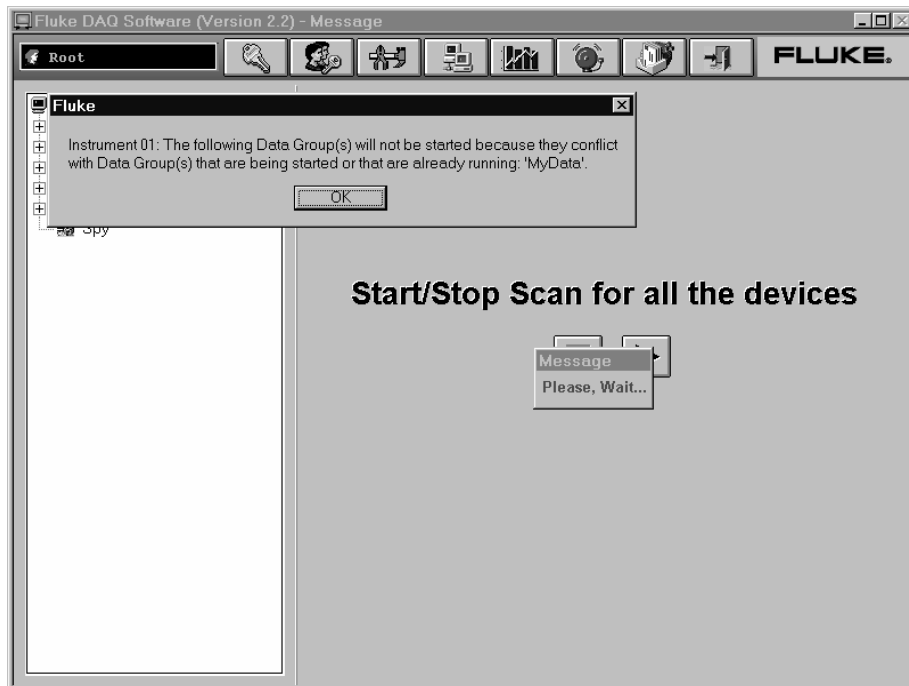 Fluke DAQ Software (Version 2.2) - Message
Root
FLUKE®
Fluke
Instrument 01: The following Data Group(s) will not be started because they conflict
with Data Group(s) that are being started or that are already running: 'MyData'.
OK
Spy
Start/Stop Scan for all the devices
Message
Please, Wait...